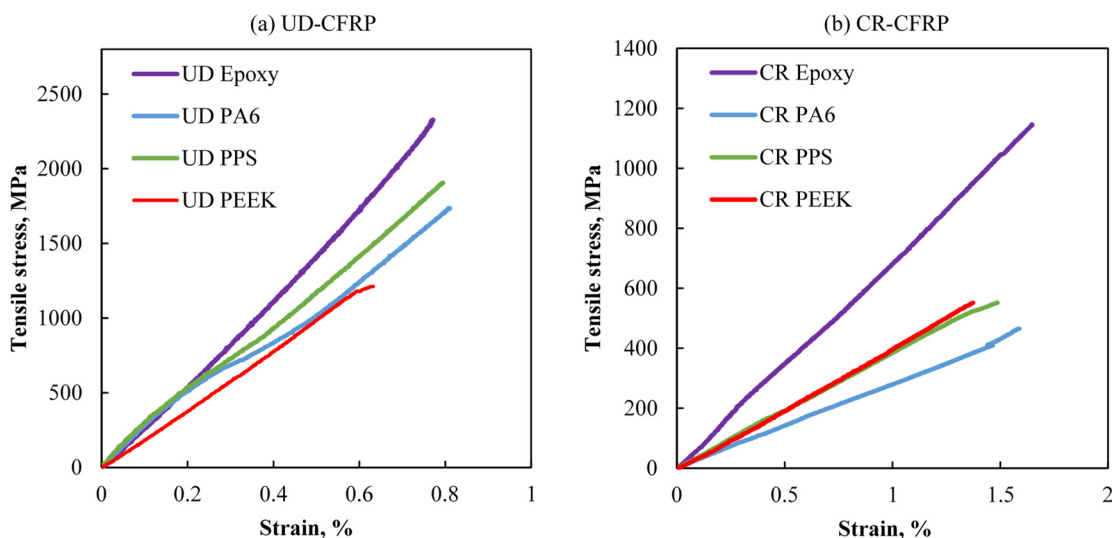 (a) UD-CFRP
Tensile stress, MPa
2500
2000
1500
1000
500
0
UD Epoxy
UD PA6
UD PPS
UD PEEK
0 0.2 0.4 0.6 0.8 1
Strain, %
(b) CR-CFRP
Tensile stress, MPa
1400
1200
1000
800
600
400
200
0
CR Epoxy
CR PA6
CR PPS
CR PEEK
0 0.5 1 1.5 2
Strain, %